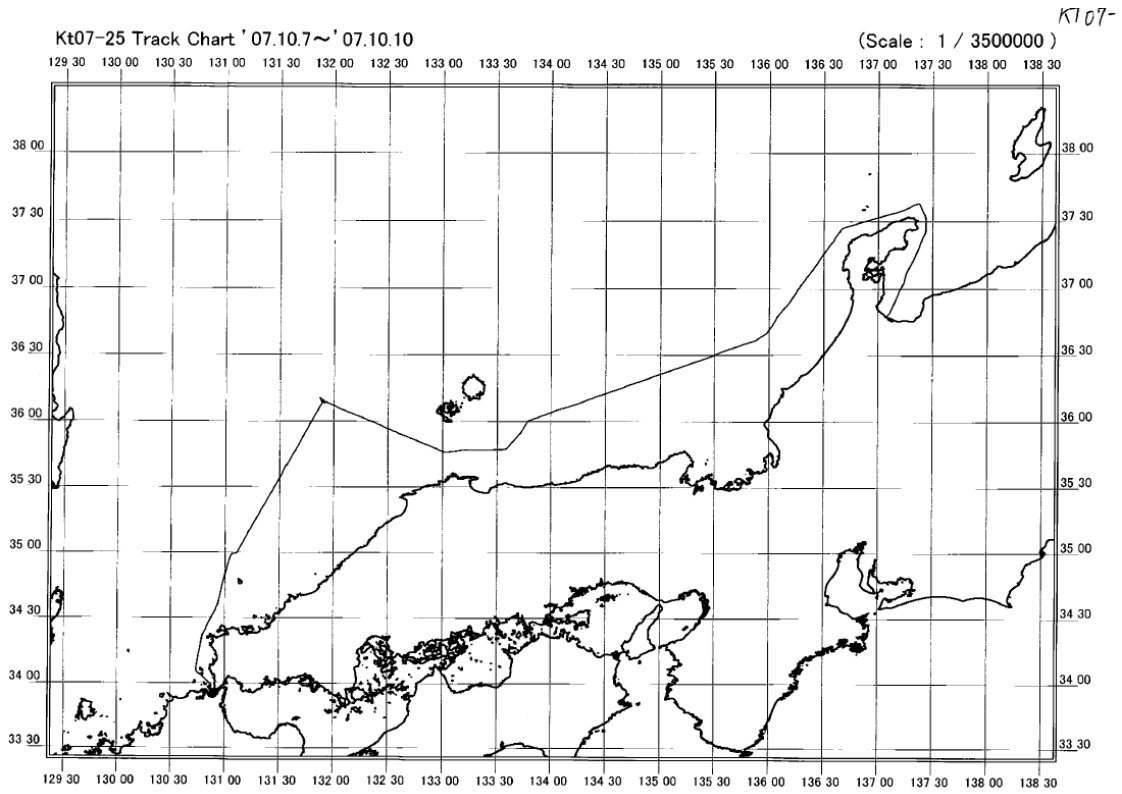 KT07-
Kt07-25 Track Chart ' 07.10.7～' 07.10.10
(Scale : 1 / 3500000 )
129 30 130 00 130 30 131 00 131 30 132 00 132 30 133 00 133 30 134 00 134 30 135 00 135 30 136 00 136 30 137 00 137 30 138 00 138 30
38 00 38 00
37 30 37 30
37 00 37 00
36 30 36 30
36 00 36 00
35 30 35 30
35 00 35 00
34 30 34 30
34 00 34 00
33 30 33 30
129 30 130 00 130 30 131 00 131 30 132 00 132 30 133 00 133 30 134 00 134 30 135 00 135 30 136 00 136 30 137 00 137 30 138 00 138 30